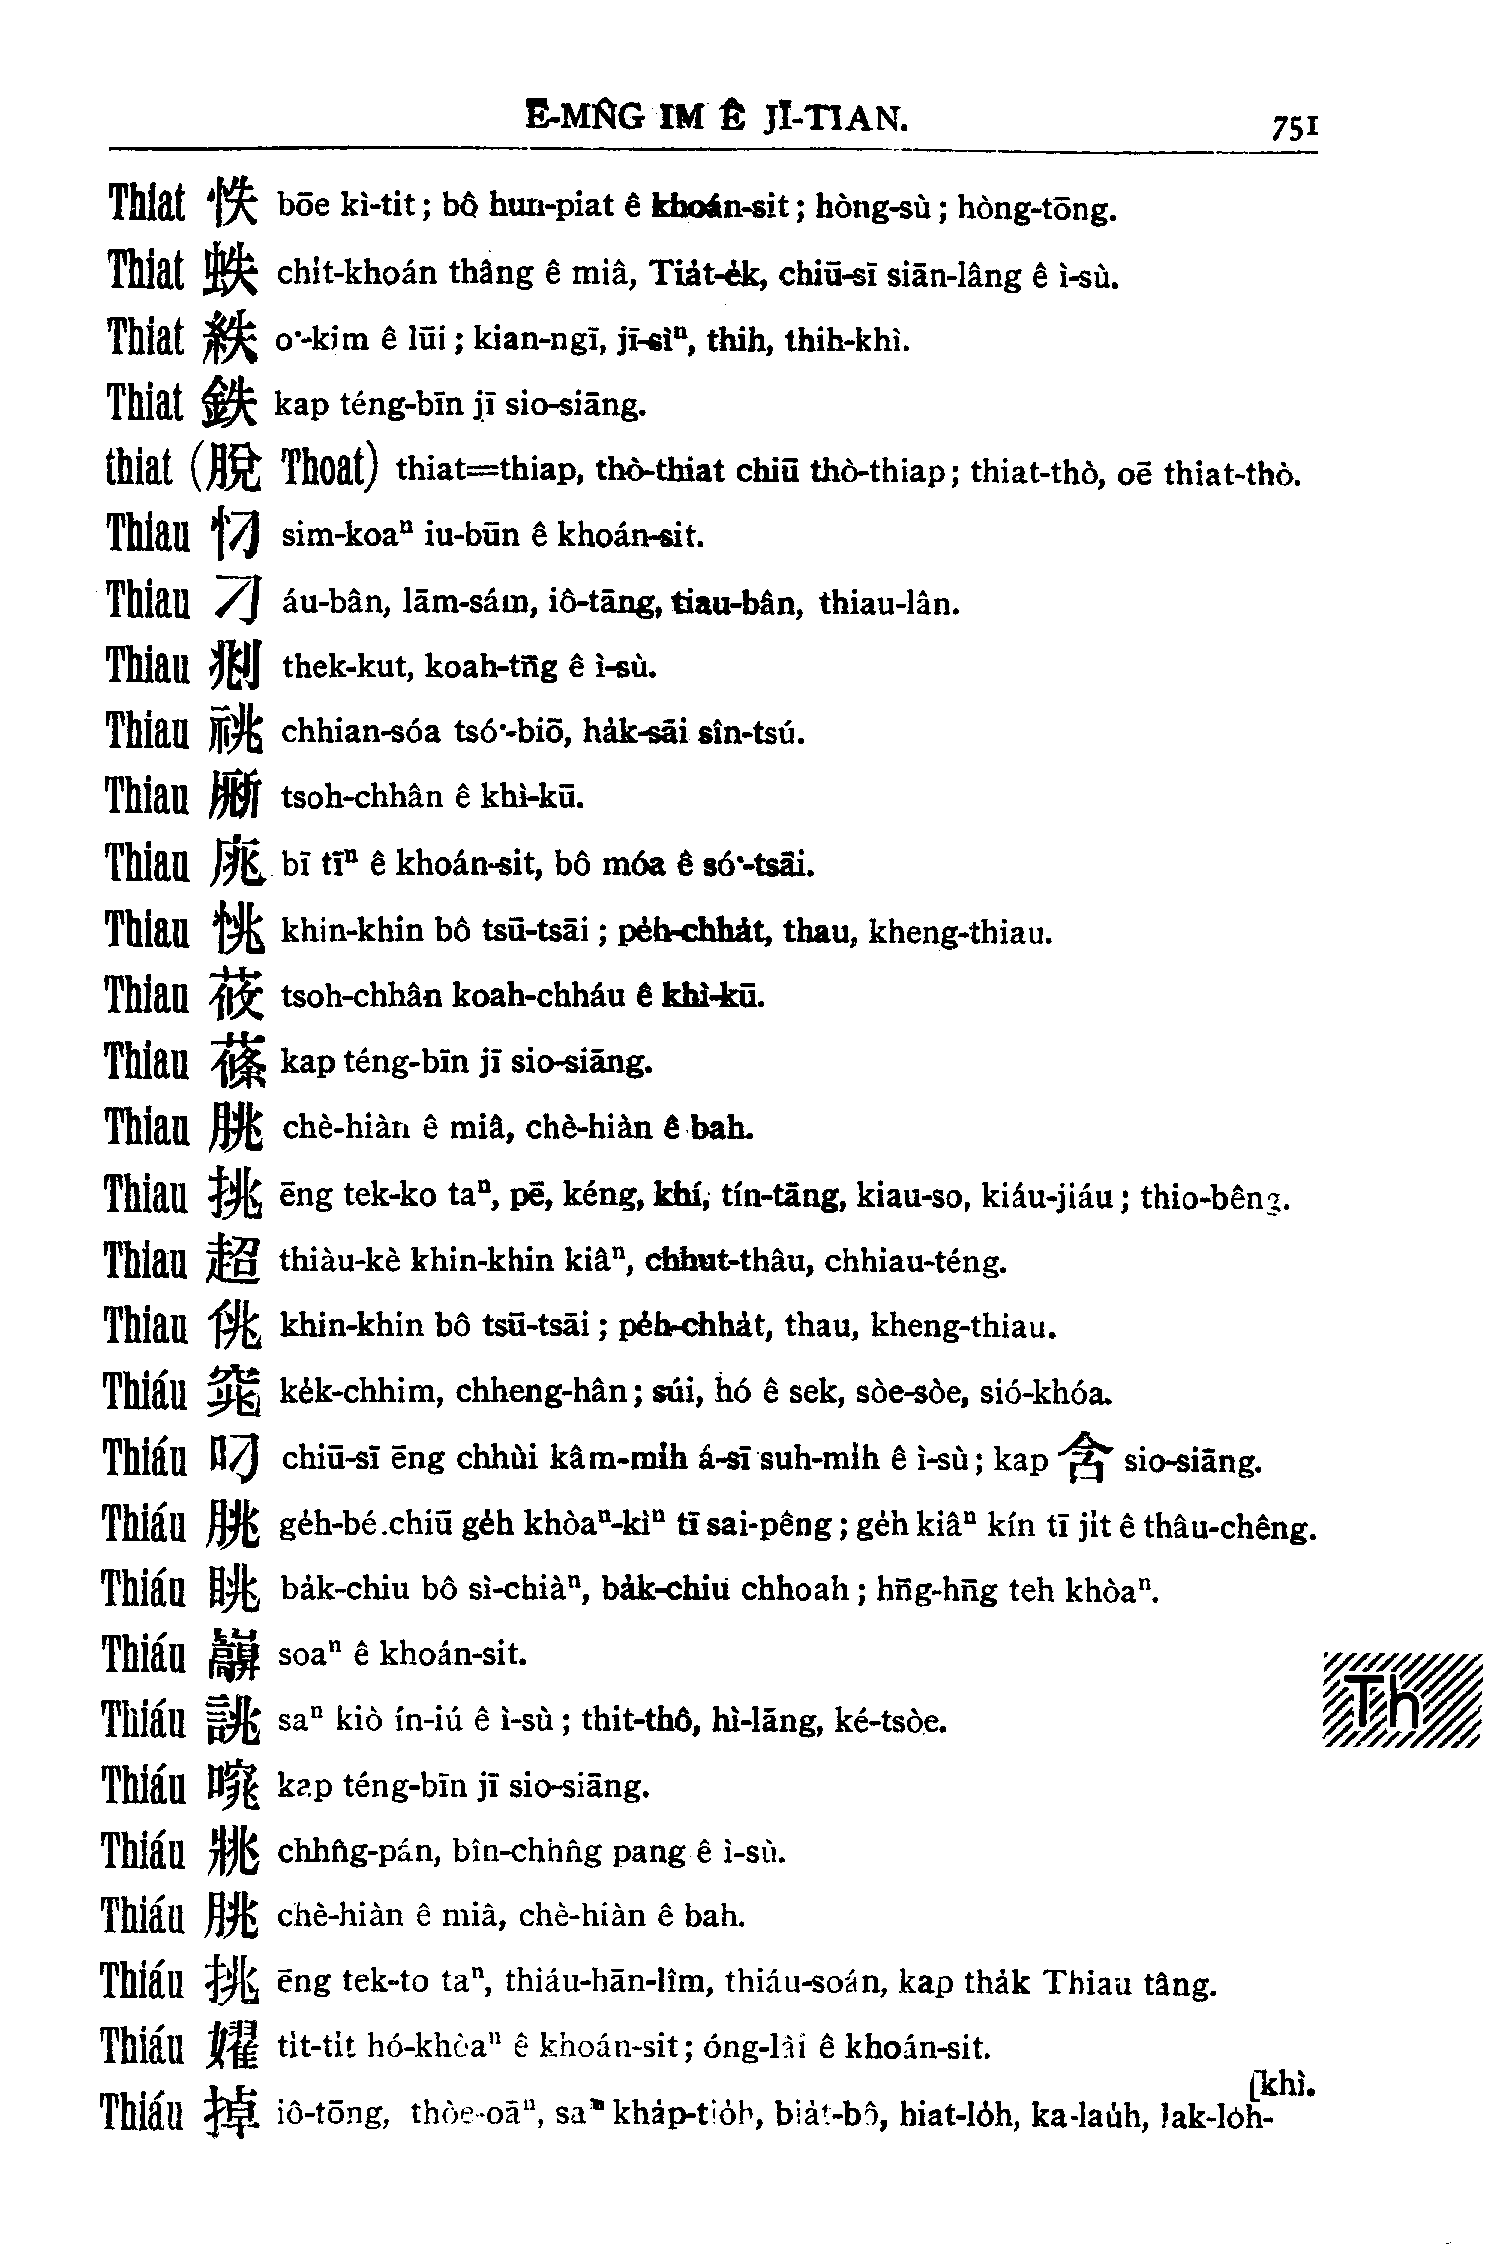 E-MN̂G IM Ê JĪ-TIAN.
751
Thiat 怢 bōe kì-tit; bô hun-piat ê khoán-sit; hòng-sù; hòng-tōng.
Thiat 蛈 chi̍t-khoán thâng ê miâ, Tia̍t-e̍k, chiū-sī siān-lâng ê ì-sù.
Thiat 紩 o͘-kim ê lūi; kian-ngī, jī-sìⁿ, thih, thih-khì.
Thiat 鉄 kap téng-bīn jī sio-siāng.
thiat (脫 Thoat) thiat=thiap, thò-thiat chiū thò-thiap; thiat-thò, oē thiat-thò.
Thiau 忉 sim-koaⁿ iu-būn ê khoán-sit.
Thiau 刁 áu-bân, lām-sám, iô-tāng, tiau-bân, thiau-lân.
Thiau 剫 thek-kut, koah-tn̄g ê ì-sù.
Thiau 祧 chhian-sóa tsó͘-biō, ha̍k-sāi sîn-tsú.
Thiau tsoh-chhân ê khì-kū.
Thiau 庣 bī tīⁿ ê khoán-sit, bô móa ê só͘-tsāi.
Thiau 恌 khin-khin bô tsū-tsāi; pe̍h-chha̍t, thau, kheng-thiau.
Thiau 莜 tsoh-chhân koah-chháu ê khì-kū.
Thiau 蓧 kap téng-bīn jī sio-siāng.
Thiau 脁 chè-hiàn ê miâ, chè-hiàn ê bah.
Thiau 挑 ēng tek-ko taⁿ, pē, kéng, khí, tín-tāng, kiau-so, kiáu-jiáu; thio-bêng.
Thiau 超 thiàu-kè khin-khin kiâⁿ, chhut-thâu, chhiau-téng.
Thiau 佻 khin-khin bô tsū-tsāi; pe̍h-chha̍t, thau, kheng-thiau.
Thiáu 窕 ke̍k-chhim, chheng-hân; súi, hó ê sek, sòe-sòe, sió-khóa.
Thiáu 叼 chiū-sī ēng chhùi kâm-mi̍h á-sī suh-mi̍h ê ì-sù; kap 含 sio-siāng.
Thiáu 朓 ge̍h-bé chiū ge̍h khòaⁿ-kìⁿ tī sai-pêng; ge̍h kiâⁿ kín tī ji̍t ê thâu-chêng.
Thiáu 眺 ba̍k-chiu bô sì-chiàⁿ, ba̍k-chiu chhoah; hn̄g-hn̄g teh khòaⁿ.
Thiáu soaⁿ ê khoán-sit.
Thiáu 誂 saⁿ kiò ín-iú ê ì-sù; thit-thô, hì-lāng, ké-tsòe.
Thiáu kap téng-bīn jī sio-siāng.
Thiáu 狣 chhn̂g-pán, bîn-chhn̂g pang ê ì-sù.
Thiáu 脁 chè-hiàn ê miâ, chè-hiàn ê bah.
Thiáu 挑 ēng tek-to taⁿ, thiáu-hān-lîm, thiáu-soán, kap tha̍k Thiau tâng.
Thiáu 嬥 ti̍t-ti̍t hó-khòaⁿ ê khoán-sit; óng-lâi ê khoán-sit.
Thiáu 掉 iô-tōng, thòe-oāⁿ, saⁿ kha̍p-tio̍h, bia̍t-bô, hiat-lo̍h, ka-lau̍h, lak-lo̍h-
[khì.
Th